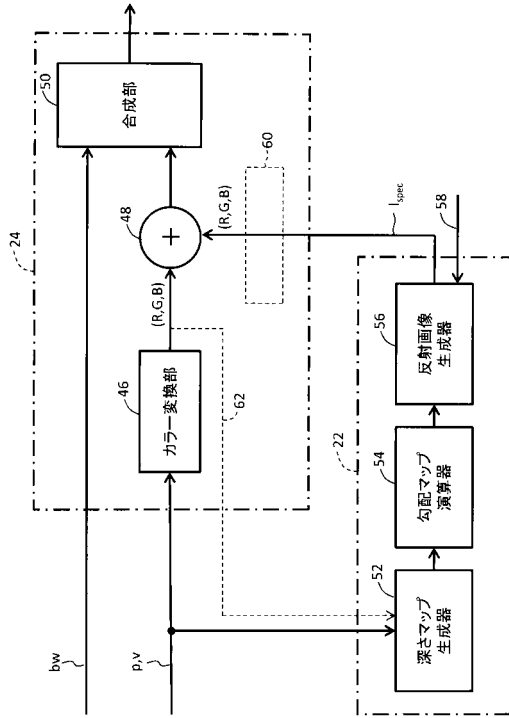 24
50
合成部
48
+
60
(R,G,B)
(R,G,B)
46
カラー変換部
62
I_spec
58
22
56
反射画像
生成器
54
勾配マップ
演算器
52
深さマップ
生成器
bw
p,v